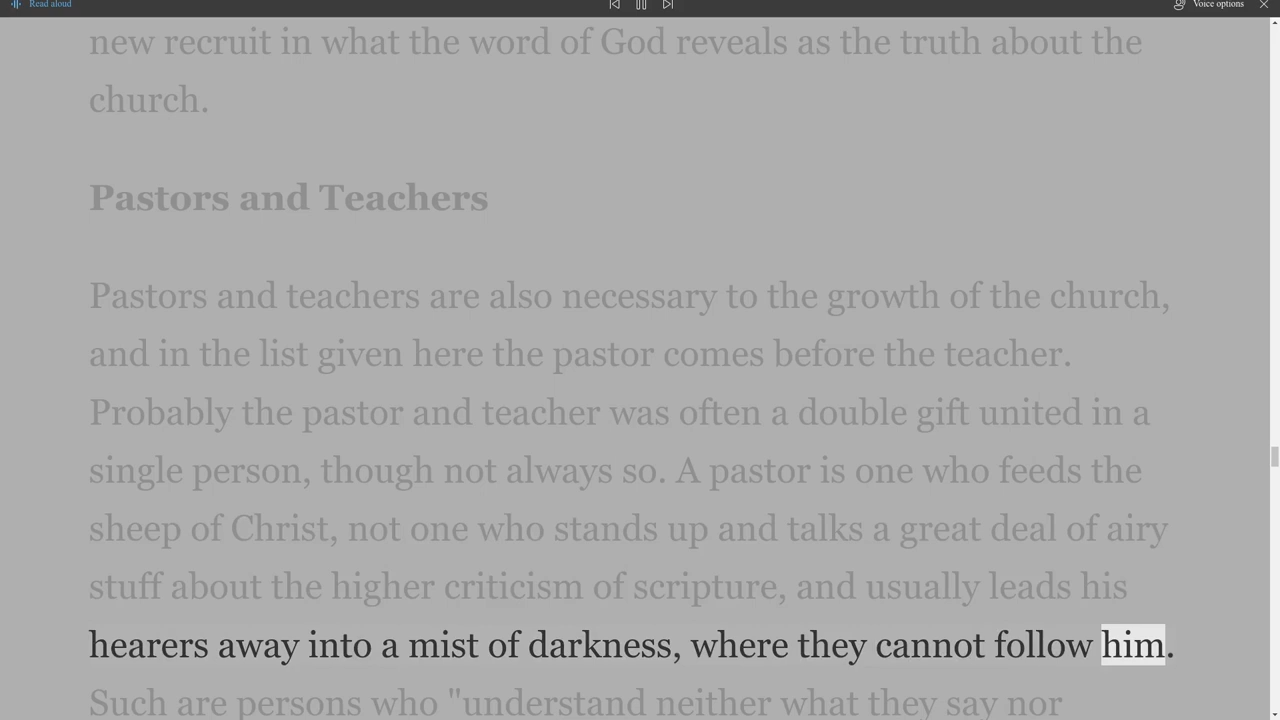 Read aloud
Voice options
new recruit in what the word of God reveals as the truth about the
church.
Pastors and Teachers
Pastors and teachers are also necessary to the growth of the church,
and in the list given here the pastor comes before the teacher.
Probably the pastor and teacher was often a double gift united in a
single person, though not always so. A pastor is one who feeds the
sheep of Christ, not one who stands up and talks a great deal of airy
stuff about the higher criticism of scripture, and usually leads his
hearers away into a mist of darkness, where they cannot follow him.
Such are persons who "understand neither what they say nor